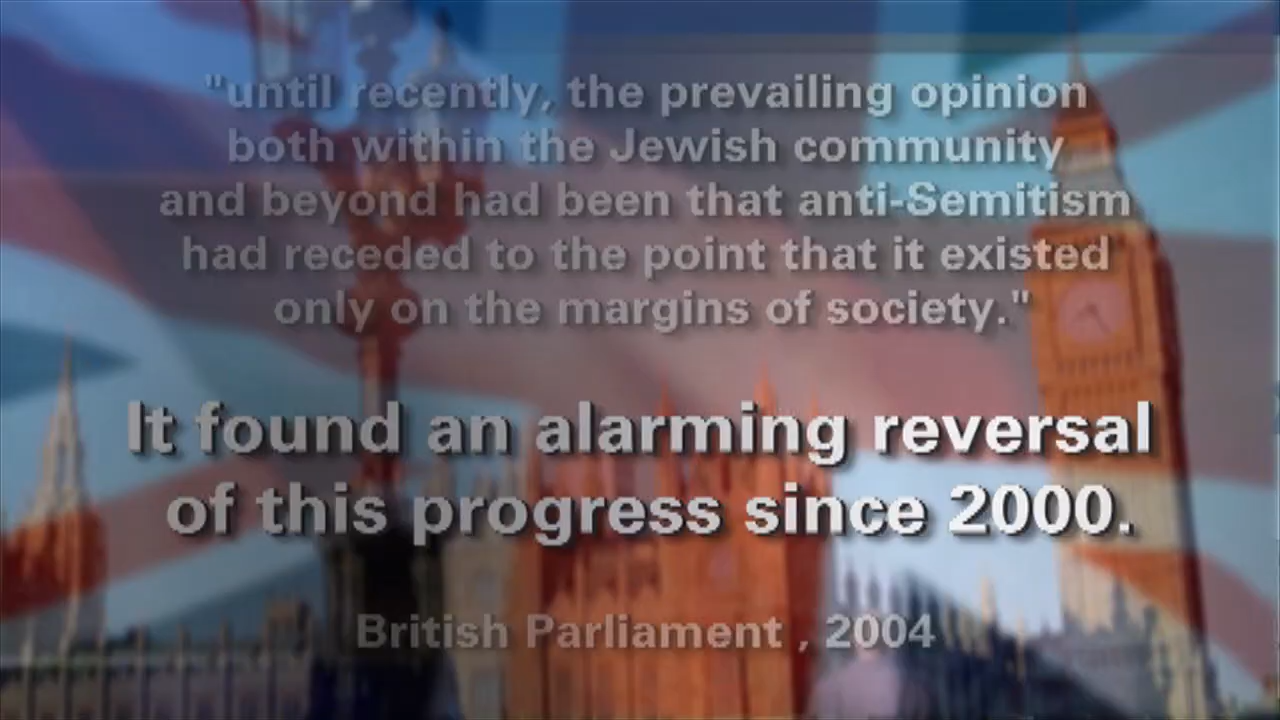 "until recently, the prevailing opinion
both within the Jewish community
and beyond had been that anti-Semitism
had receded to the point that it existed
only on the margins of society."
It found an alarming reversal
of this progress since 2000.
British Parliament , 2004